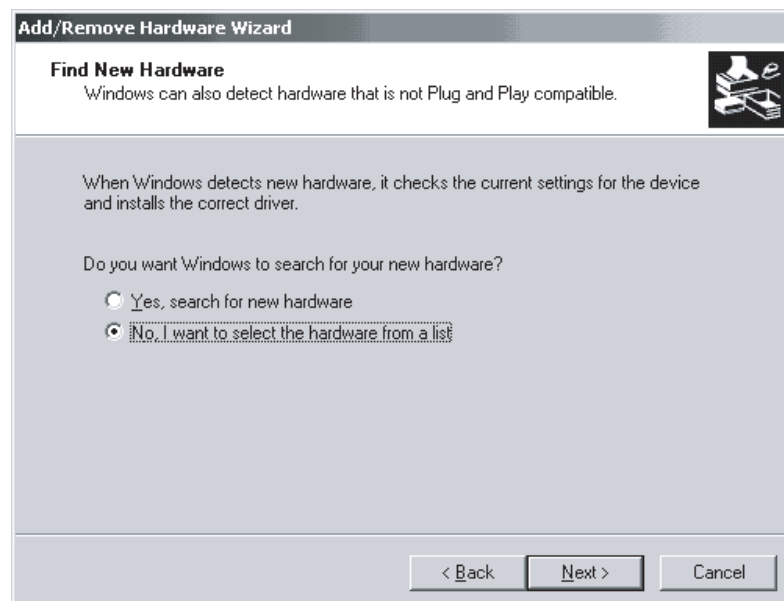 Add/Remove Hardware Wizard
Find New Hardware
Windows can also detect hardware that is not Plug and Play compatible.
When Windows detects new hardware, it checks the current settings for the device
and installs the correct driver.
Do you want Windows to search for your new hardware?
Yes, search for new hardware
No, I want to select the hardware from a list
< Back Next > Cancel